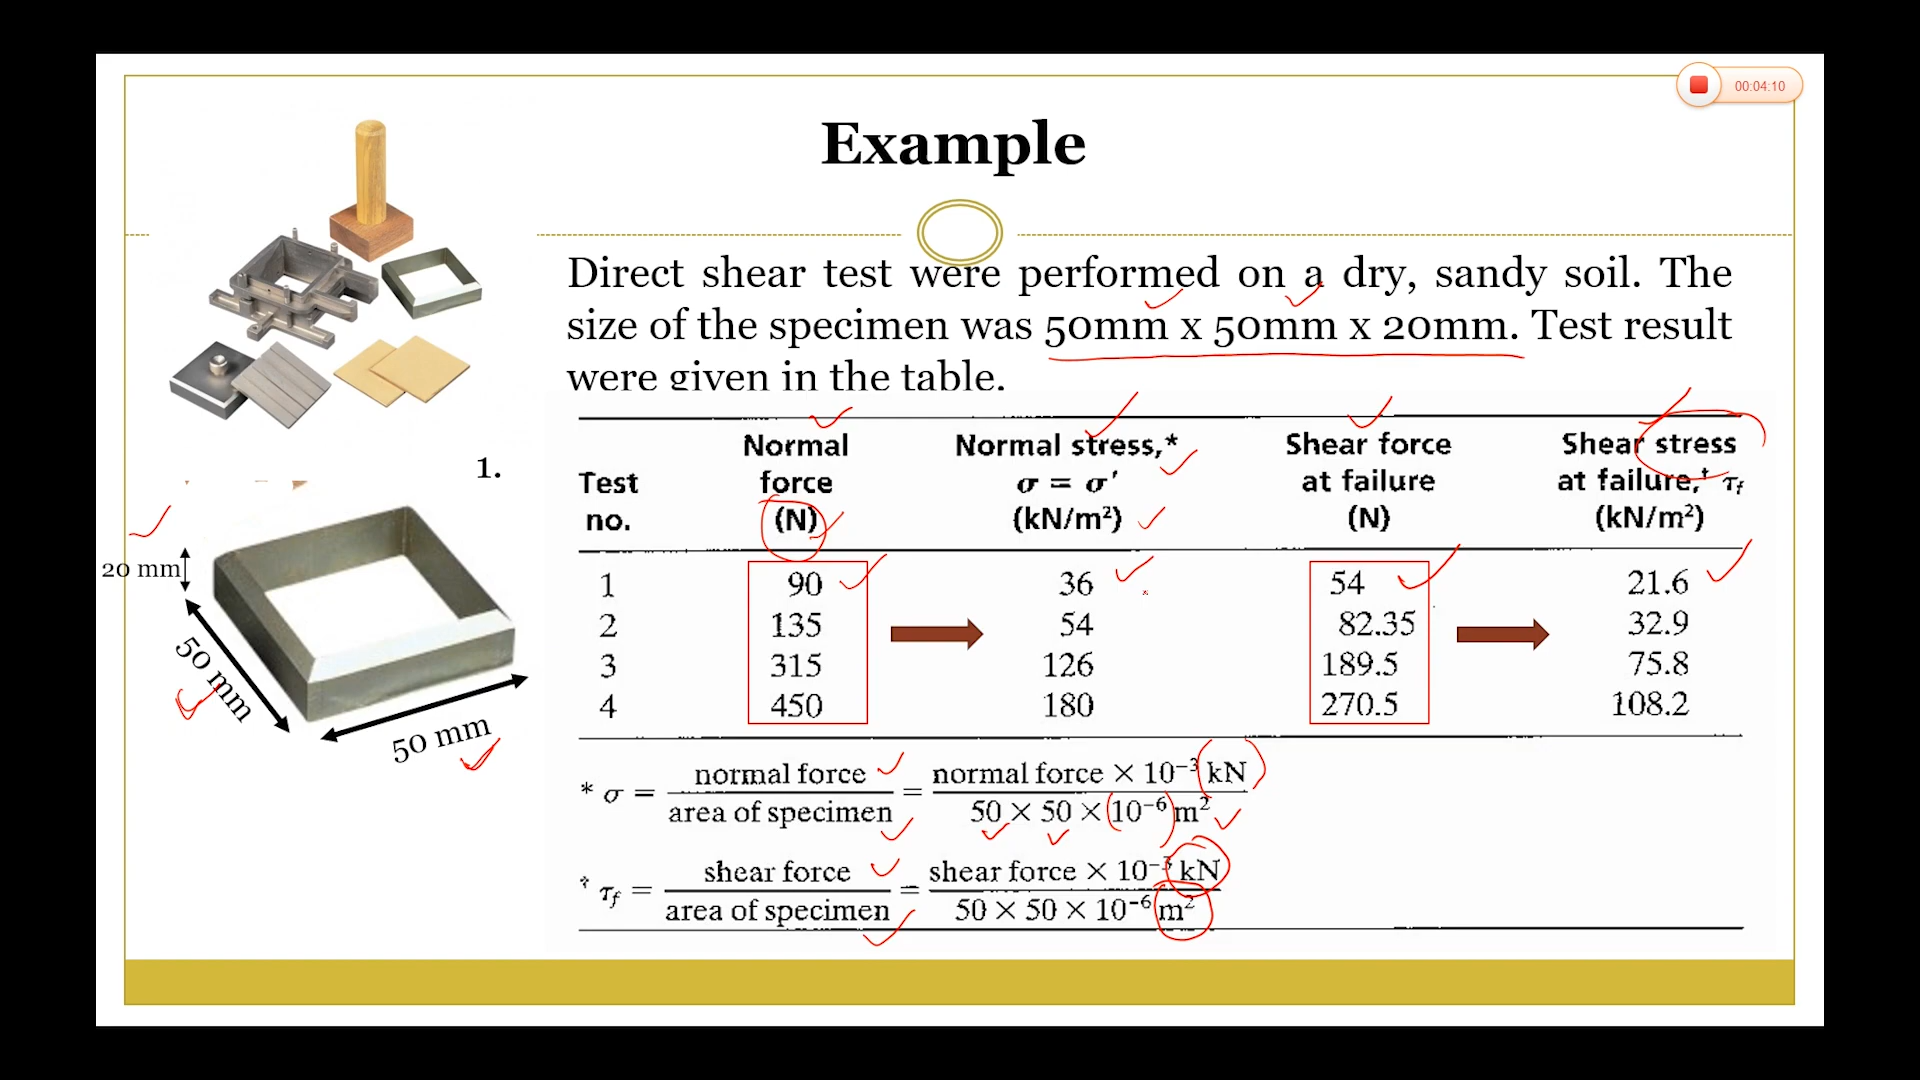 00:04:10
Example
Direct shear test were performed on a dry, sandy soil. The
size of the specimen was 50mm x 50mm x 20mm. Test result
were given in the table.
1.
20 mm
50 mm
50 mm
Test no. Normal force (N) Normal stress,* σ = σ′ (kN/m²) Shear force at failure (N) Shear stress at failure,† τf (kN/m²)
1 90 36 54 21.6
2 135 54 82.35 32.9
3 315 126 189.5 75.8
4 450 180 270.5 108.2
* σ = normal force / area of specimen = normal force × 10⁻³ kN / 50 × 50 × 10⁻⁶ m²
† τf = shear force / area of specimen = shear force × 10⁻³ kN / 50 × 50 × 10⁻⁶ m²